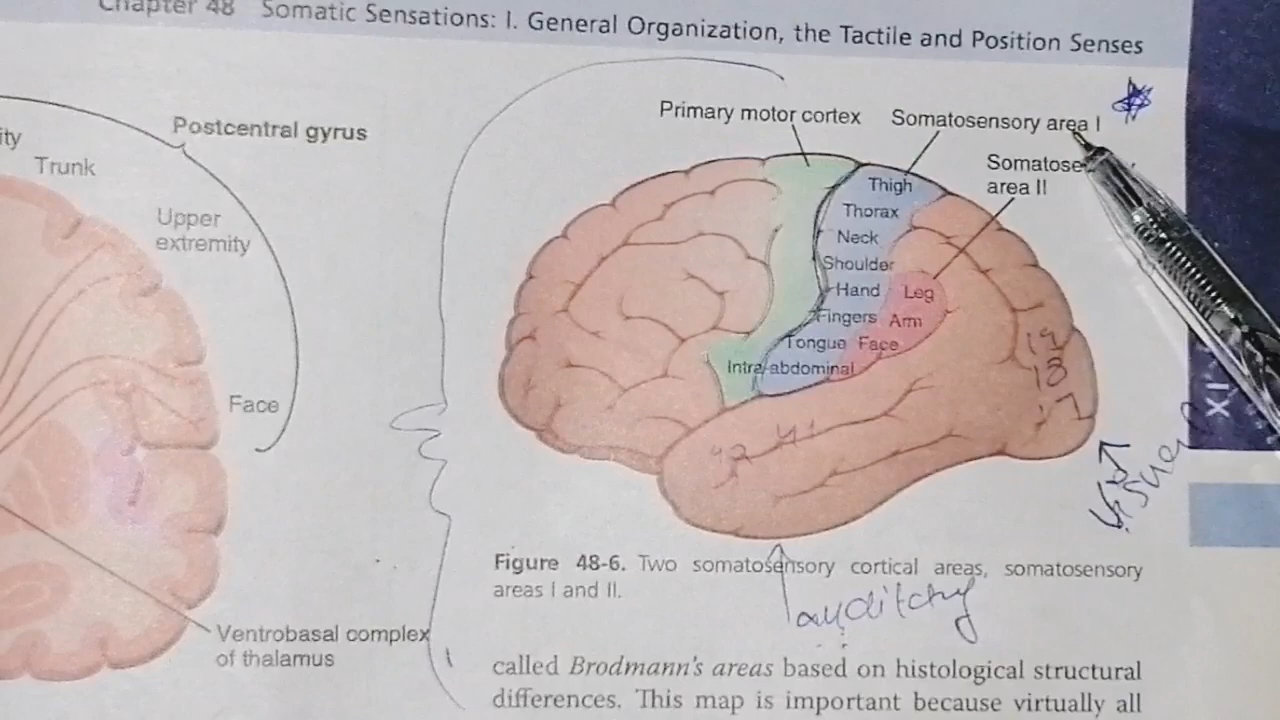 Chapter 48 Somatic Sensations: I. General Organization, the Tactile and Position Senses
Postcentral gyrus
ity
Trunk
Upper
extremity
Face
Ventrobasal complex
of thalamus
Primary motor cortex
Somatosensory area I
Somatose
area II
Thigh
Thorax
Neck
Shoulder
Hand
Leg
Fingers
Arm
Tongue
Face
Intra-abdominal
19
18
17
42
41
XI
Figure 48-6. Two somatosensory cortical areas, somatosensory
areas I and II.
called Brodmann's areas based on histological structural
differences. This map is important because virtually all